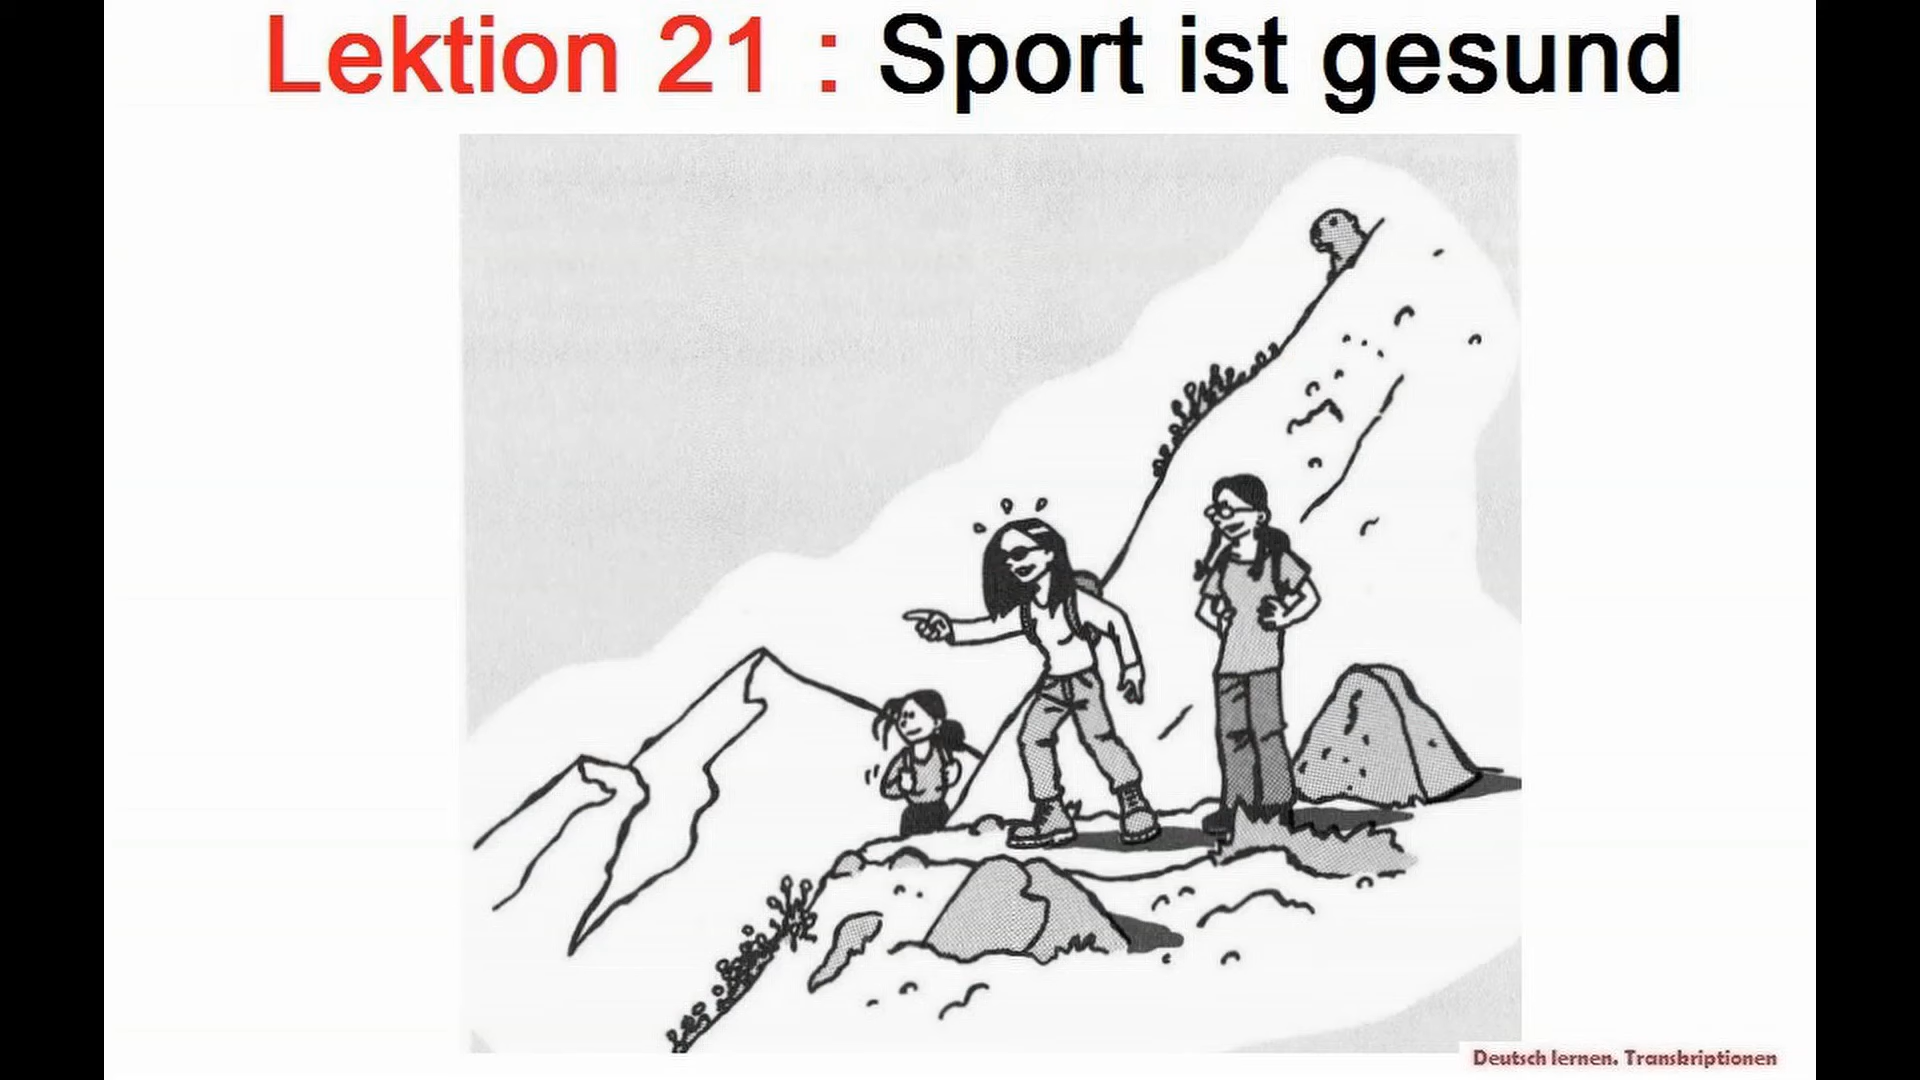 Lektion 21 : Sport ist gesund
Deutsch lernen. Transkriptionen